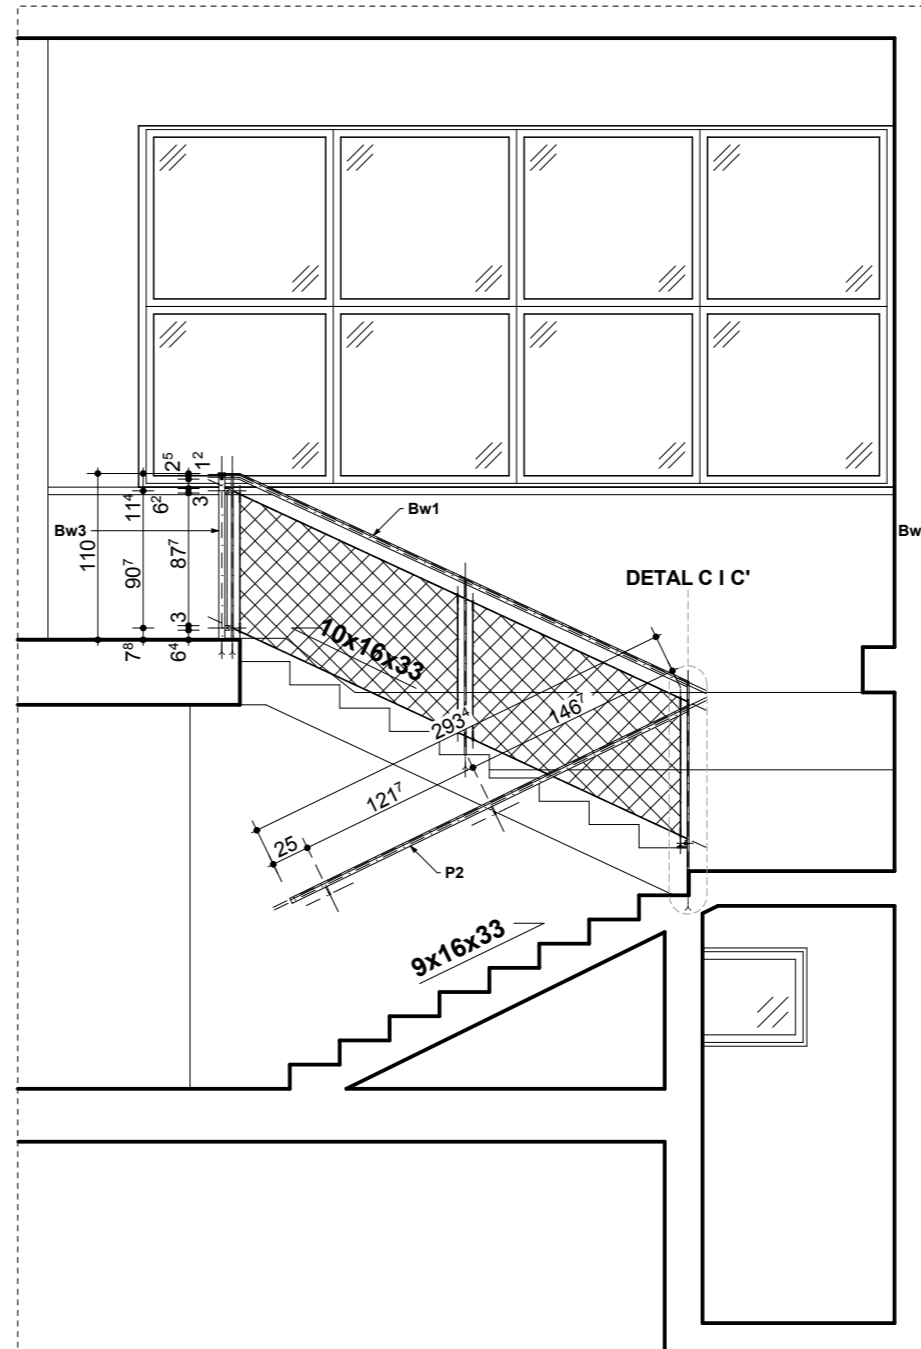 2⁵
1²
11⁴
6²
3
Bw1
Bw3
Bw
110
90⁷
87⁷
DETAL C I C'
3
7⁸
6⁴
10x16x33
293⁴
146⁷
121⁷
25
P2
9x16x33